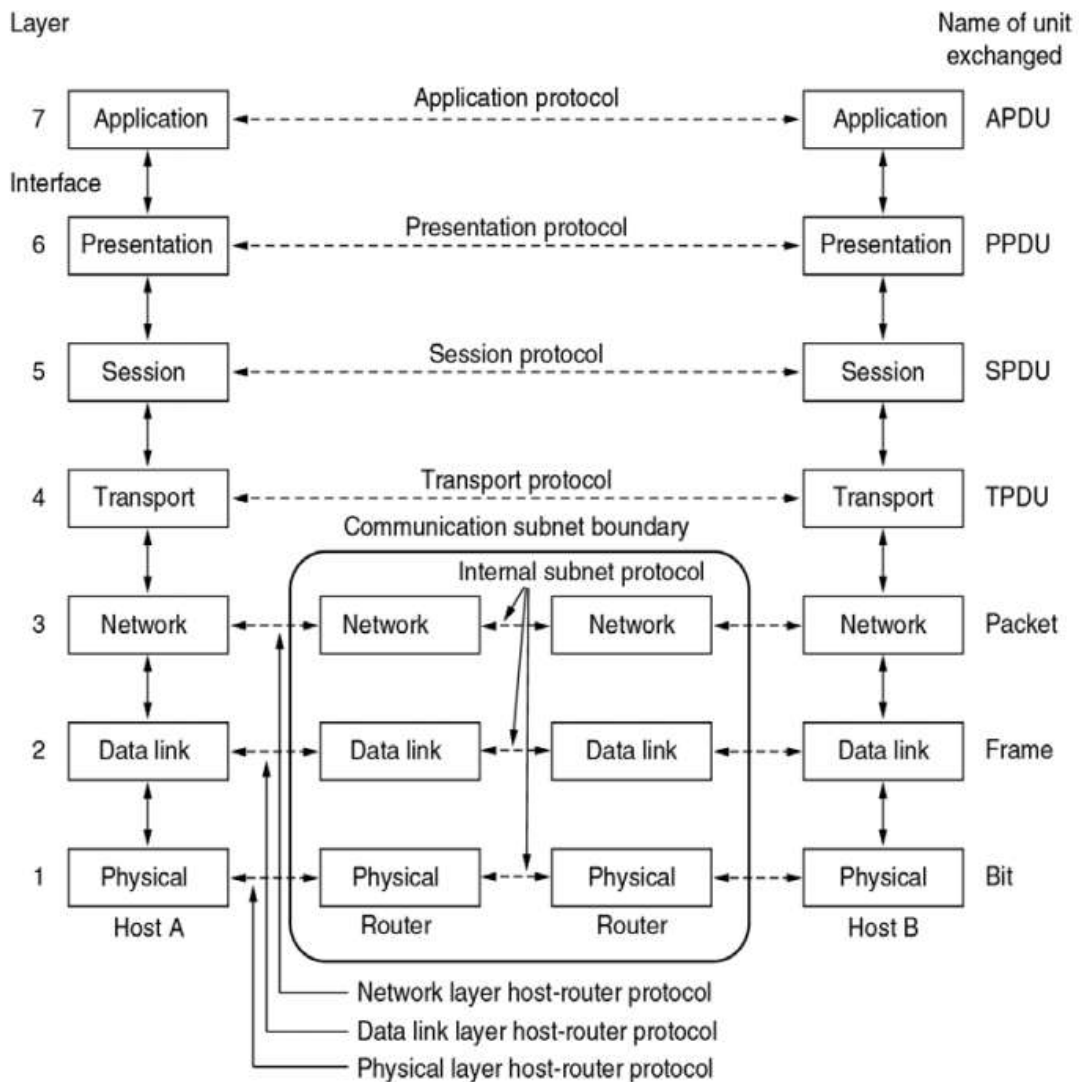 Layer
Name of unit
exchanged
7 Application Application protocol Application APDU
Interface
6 Presentation Presentation protocol Presentation PPDU
5 Session Session protocol Session SPDU
4 Transport Transport protocol Transport TPDU
Communication subnet boundary
Internal subnet protocol
3 Network Network Network Network Packet
2 Data link Data link Data link Data link Frame
1 Physical Physical Physical Physical Bit
Host A Router Router Host B
Network layer host-router protocol
Data link layer host-router protocol
Physical layer host-router protocol